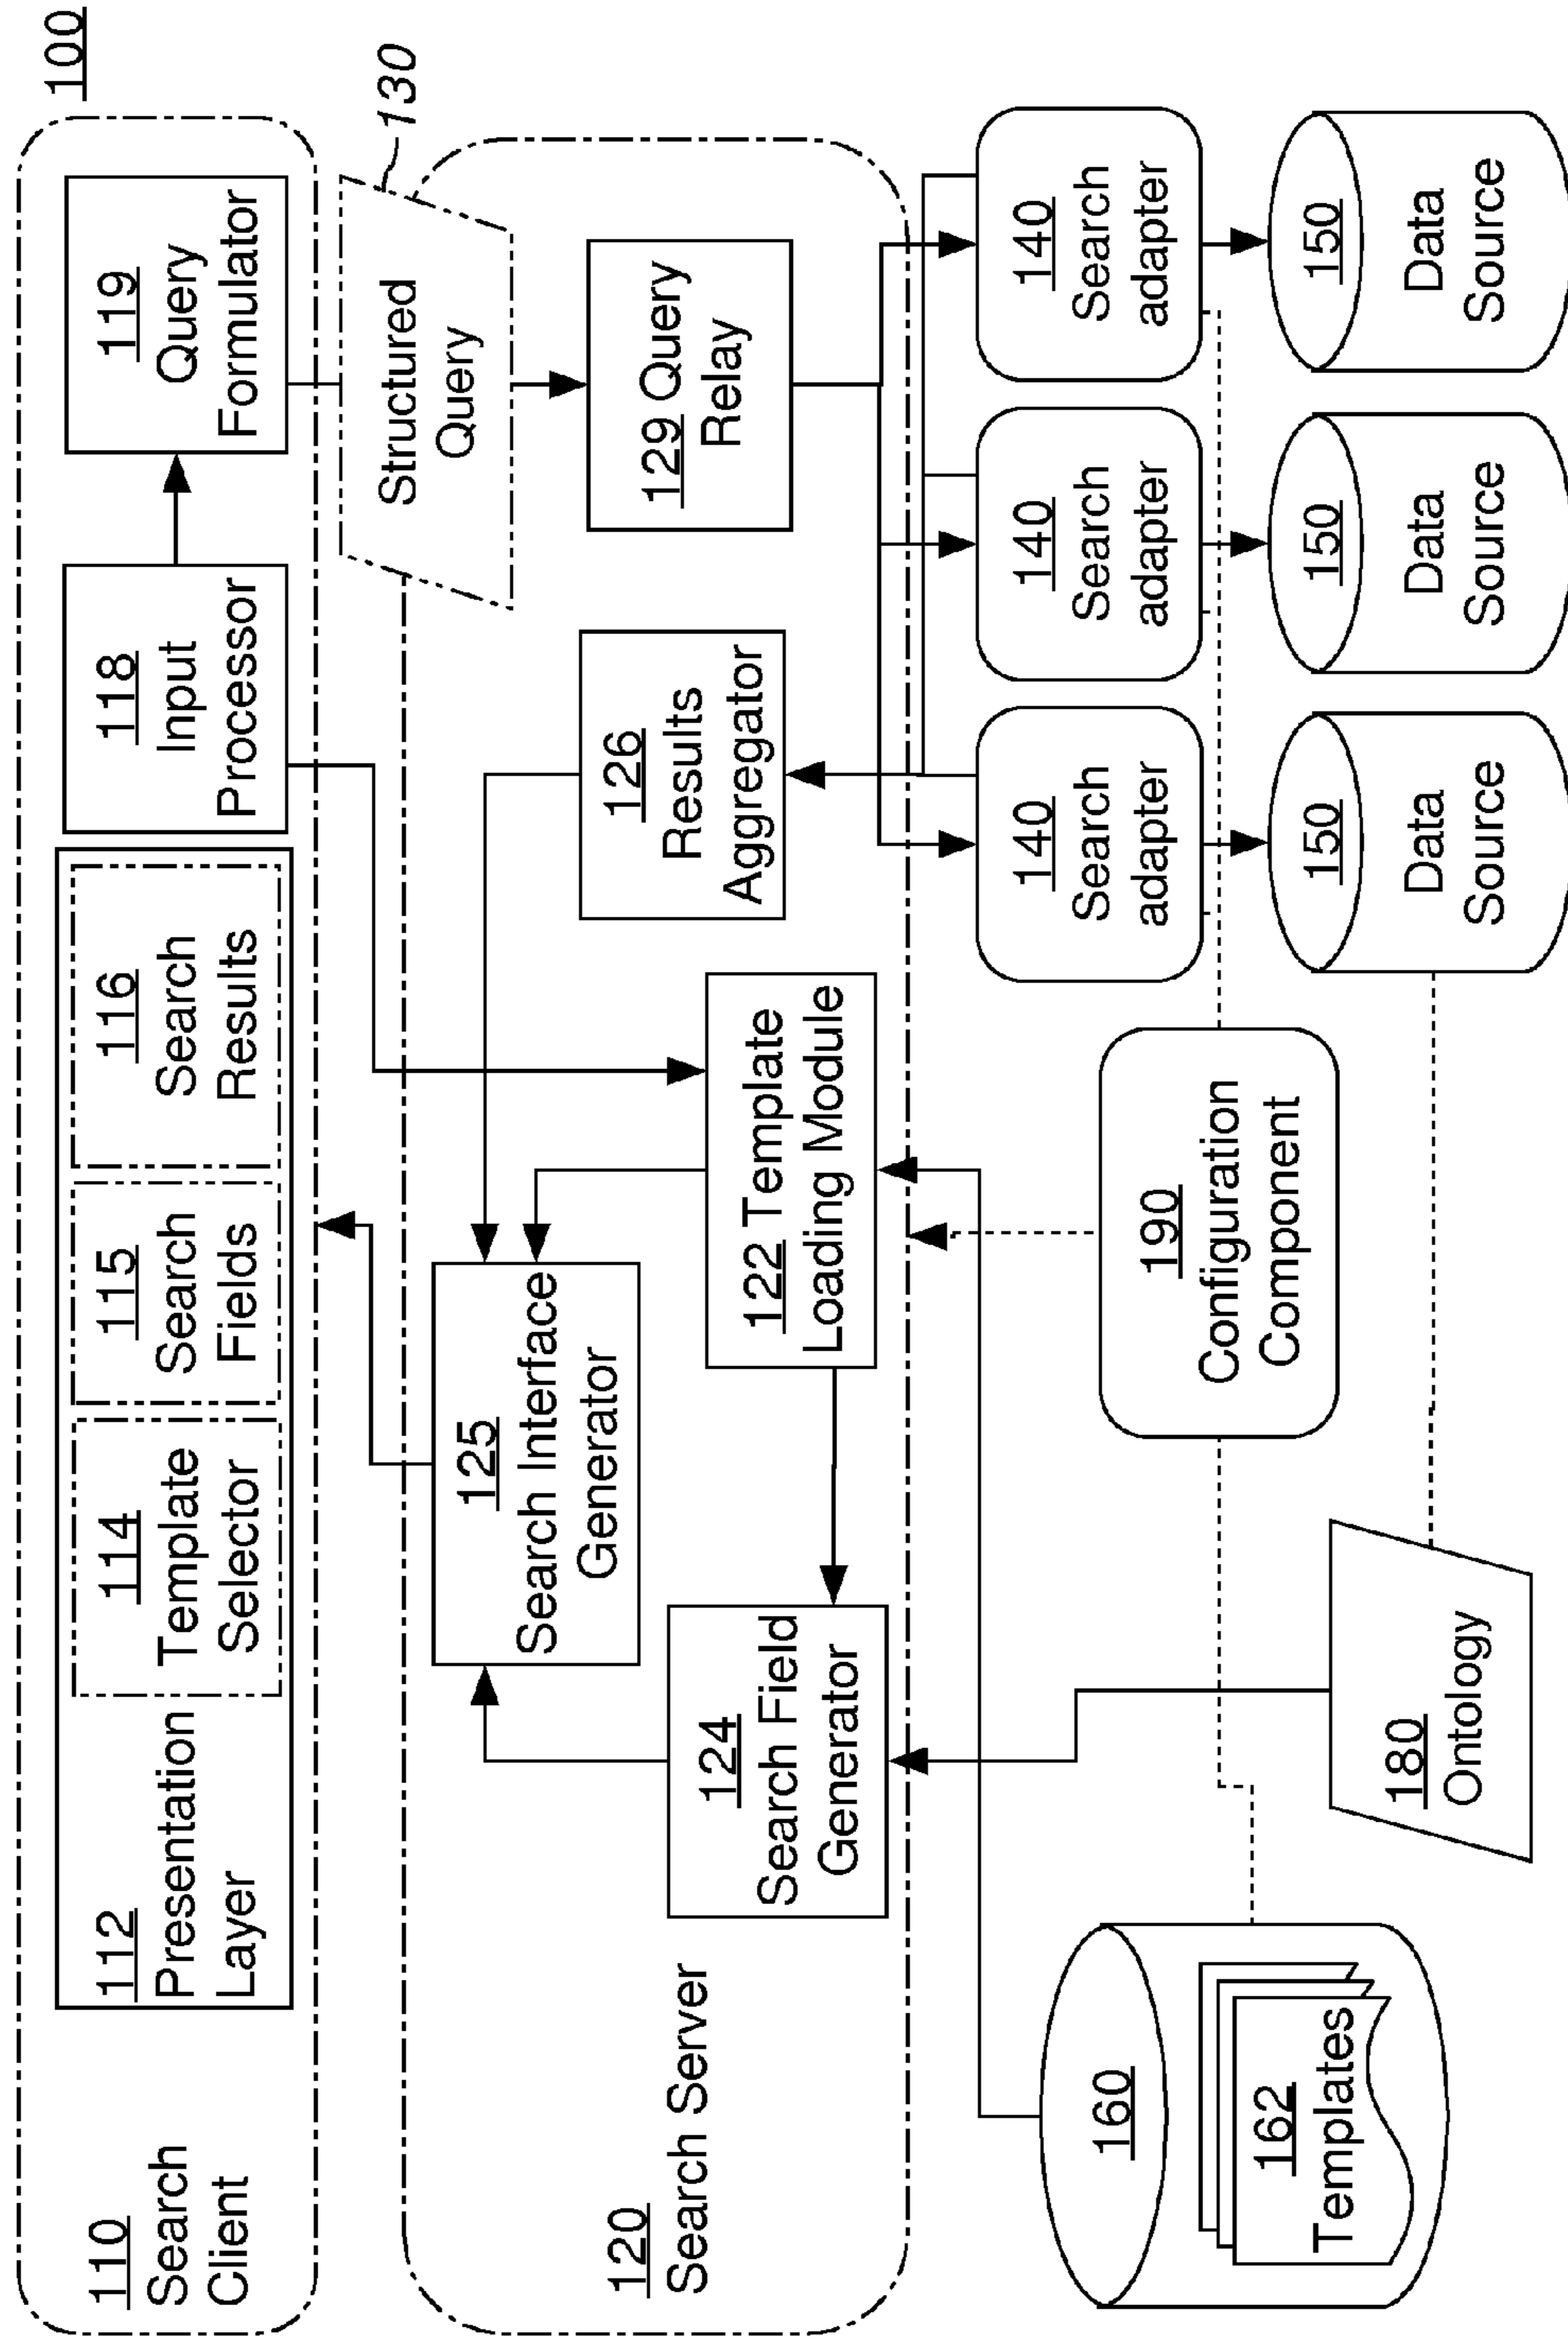 100
110
Search
Client
112
Presentation
Layer
114
Template
Selector
115
Search
Fields
116
Search
Results
118
Input
Processor
119
Query
Formulator
130
Structured
Query
120
Search Server
125
Search Interface
Generator
124
Search Field
Generator
122 Template
Loading Module
126
Results
Aggregator
129 Query
Relay
140
Search
adapter
140
Search
adapter
140
Search
adapter
160
162
Templates
180
Ontology
190
Configuration
Component
150
Data
Source
150
Data
Source
150
Data
Source